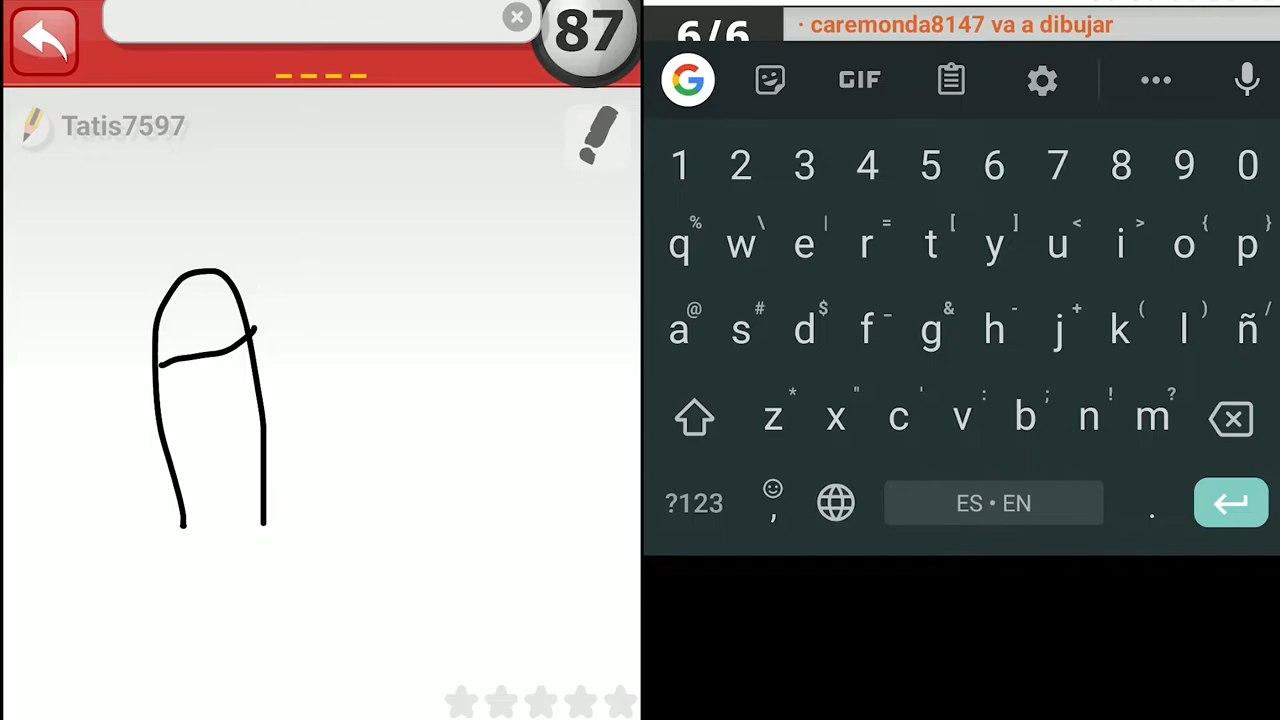 87
Tatis7597
6/6
· caremonda8147 va a dibujar
GIF
1 2 3 4 5 6 7 8 9 0
% \ | = [ ] < > { }
q w e r t y u i o p
@ # $ _ & - + ( ) /
a s d f g h j k l ñ
* " ' : ; ! ?
z x c v b n m
?123 , ES • EN .